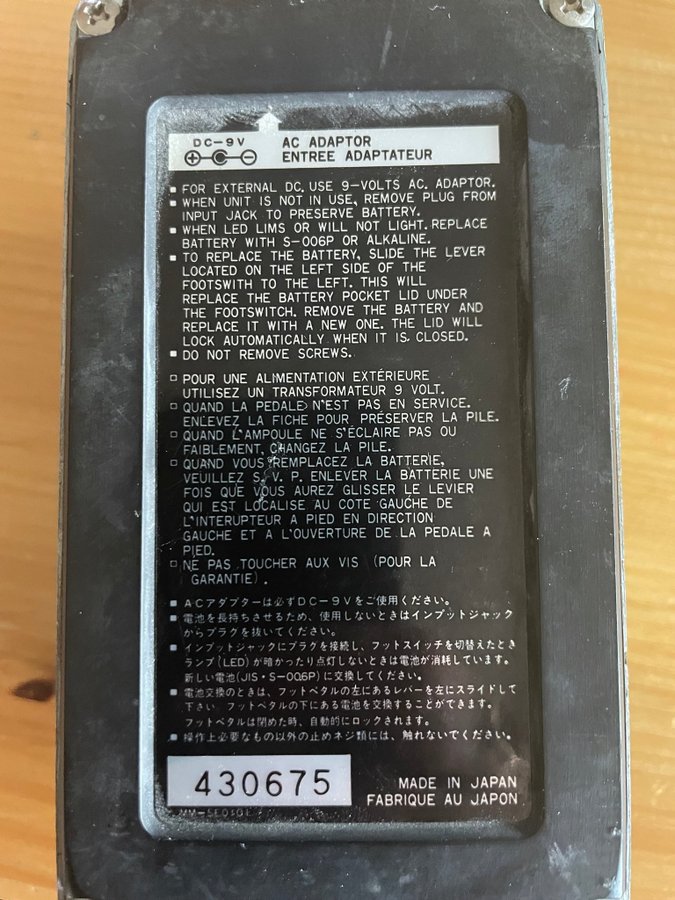 DC-9V
AC ADAPTOR
ENTREE ADAPTATEUR
FOR EXTERNAL DC. USE 9-VOLTS AC. ADAPTOR.
WHEN UNIT IS NOT IN USE, REMOVE PLUG FROM
INPUT JACK TO PRESERVE BATTERY.
WHEN LED LIMS OR WILL NOT LIGHT. REPLACE
BATTERY WITH S-006P OR ALKALINE.
TO REPLACE THE BATTERY, SLIDE THE LEVER
LOCATED ON THE LEFT SIDE OF THE
FOOTSWITH TO THE LEFT. THIS WILL
REPLACE THE BATTERY POCKET LID UNDER
THE FOOTSWITCH. REMOVE THE BATTERY AND
REPLACE IT WITH A NEW ONE. THE LID WILL
LOCK AUTOMATICALLY WHEN IT IS CLOSED.
DO NOT REMOVE SCREWS.
POUR UNE ALIMENTATION EXTÉRIEURE
UTILISEZ UN TRANSFORMATEUR 9 VOLT.
QUAND LA PEDALE N'EST PAS EN SERVICE.
ENLEVEZ LA FICHE POUR PRÉSERVER LA PILE.
QUAND L'AMPOULE NE S'ÉCLAIRE PAS OU
FAIBLEMENT, CHANGEZ LA PILE.
QUAND VOUS REMPLACEZ LA BATTERIE,
VEUILLEZ S. V. P. ENLEVER LA BATTERIE UNE
FOIS QUE VOUS AUREZ GLISSER LE LEVIER
QUI EST LOCALISE AU COTE GAUCHE DE
L'INTERUPTEUR A PIED EN DIRECTION
GAUCHE ET A L'OUVERTURE DE LA PEDALE A
PIED.
NE PAS TOUCHER AUX VIS (POUR LA
GARANTIE).
ACアダプターは必ずDC-9Vをご使用ください。
電池を長持ちさせるため、使用しないときはインプットジャック
からプラグを抜いてください。
インプットジャックにプラグを接続し、フットスイッチを切替えたとき
ランプ(LED)が暗かったり点灯しないときは電池が消耗しています。
新しい電池(JIS・S-006P)に交換してください。
電池交換のときは、フットペタルの左にあるレバーを左にスライドして
下さい。フットペタルの下にある電池を交換することができます。
フットペタルは閉めた時、自動的にロックされます。
操作上必要なもの以外の止めネジ類には、触れないでください。
430675
MADE IN JAPAN
FABRIQUE AU JAPON